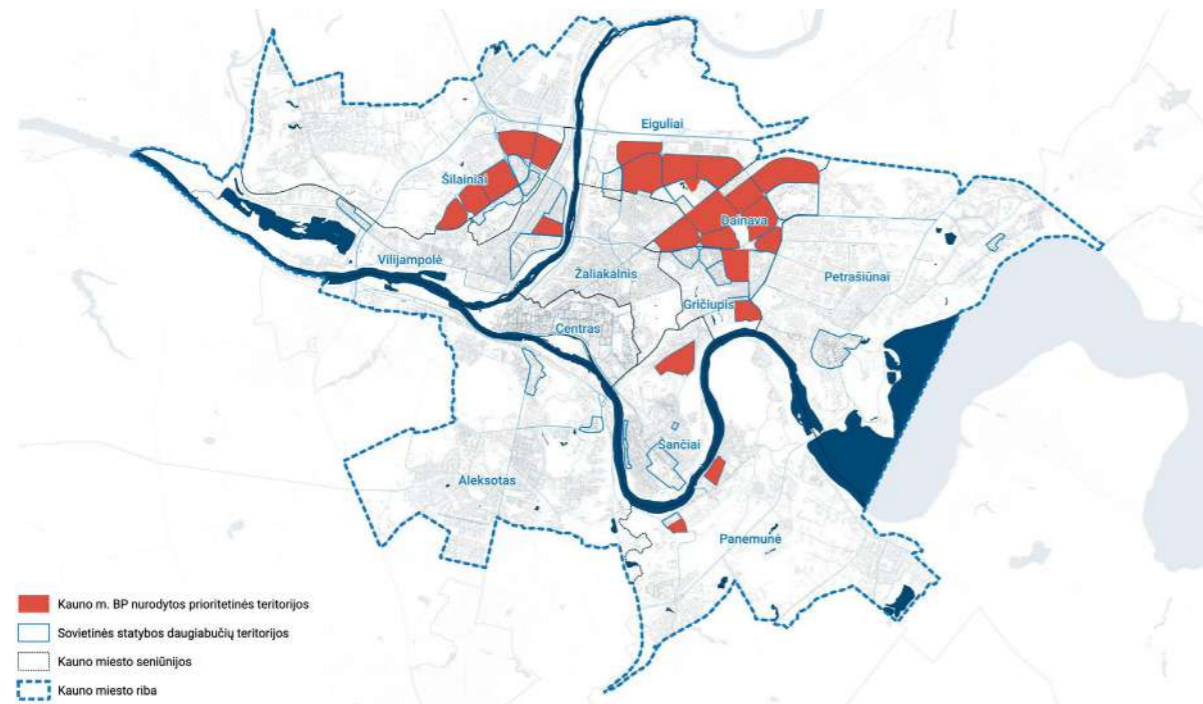 Eiguliai
Šilainiai
Dainava
Vilijampolė
Žaliakalnis
Petrašiūnai
Gričiupis
Centras
Šančiai
Aleksotas
Panemunė
Kauno m. BP nurodytos prioritetinės teritorijos
Sovietinės statybos daugiabučių teritorijos
Kauno miesto seniūnijos
Kauno miesto riba